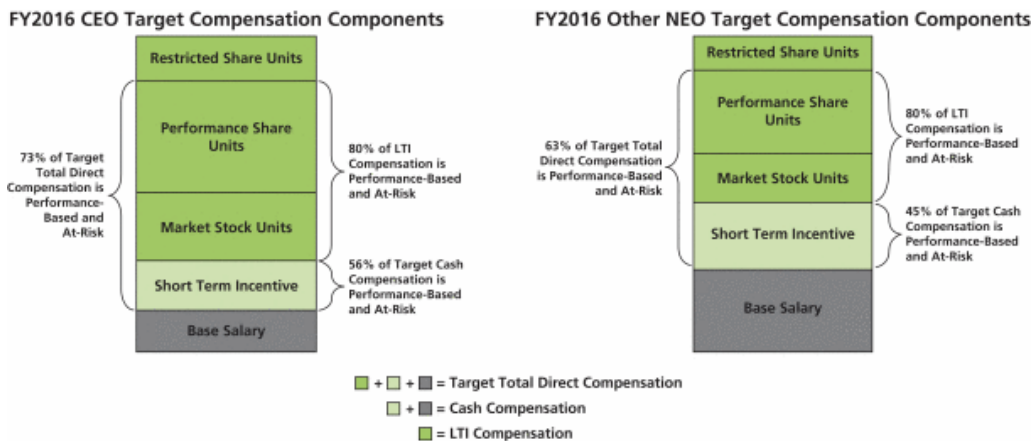 FY2016 CEO Target Compensation Components
Restricted Share Units
Performance Share
Units
Market Stock Units
Short Term Incentive
Base Salary
73% of Target
Total Direct
Compensation is
Performance-
Based and
At-Risk
80% of LTI
Compensation is
Performance-Based
and At-Risk
56% of Target Cash
Compensation is
Performance-Based
and At-Risk
FY2016 Other NEO Target Compensation Components
Restricted Share Units
Performance Share
Units
Market Stock Units
Short Term Incentive
Base Salary
63% of Target Total
Direct Compensation
is Performance-Based
and At-Risk
80% of LTI
Compensation is
Performance-Based
and At-Risk
45% of Target Cash
Compensation is
Performance-Based
and At-Risk
+ + = Target Total Direct Compensation
+ = Cash Compensation
= LTI Compensation